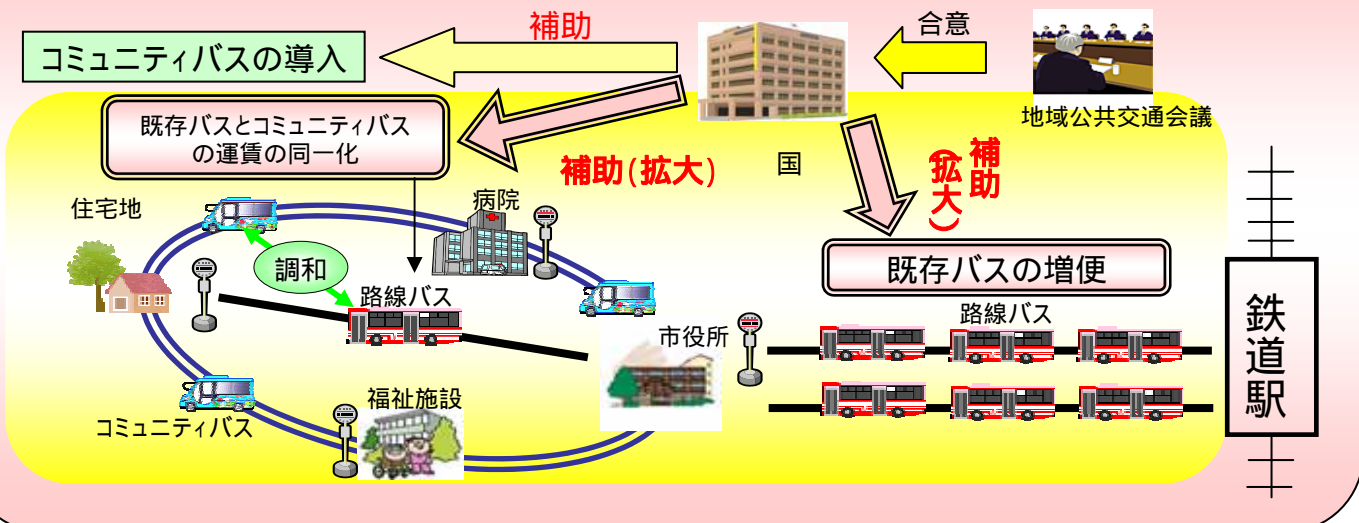 補助
合意
コミュニティバスの導入
地域公共交通会議
既存バスとコミュニティバス
の運賃の同一化
補助(拡大)
国
補助
(拡大)
住宅地
病院
調和
路線バス
既存バスの増便
路線バス
市役所
鉄道駅
福祉施設
コミュニティバス